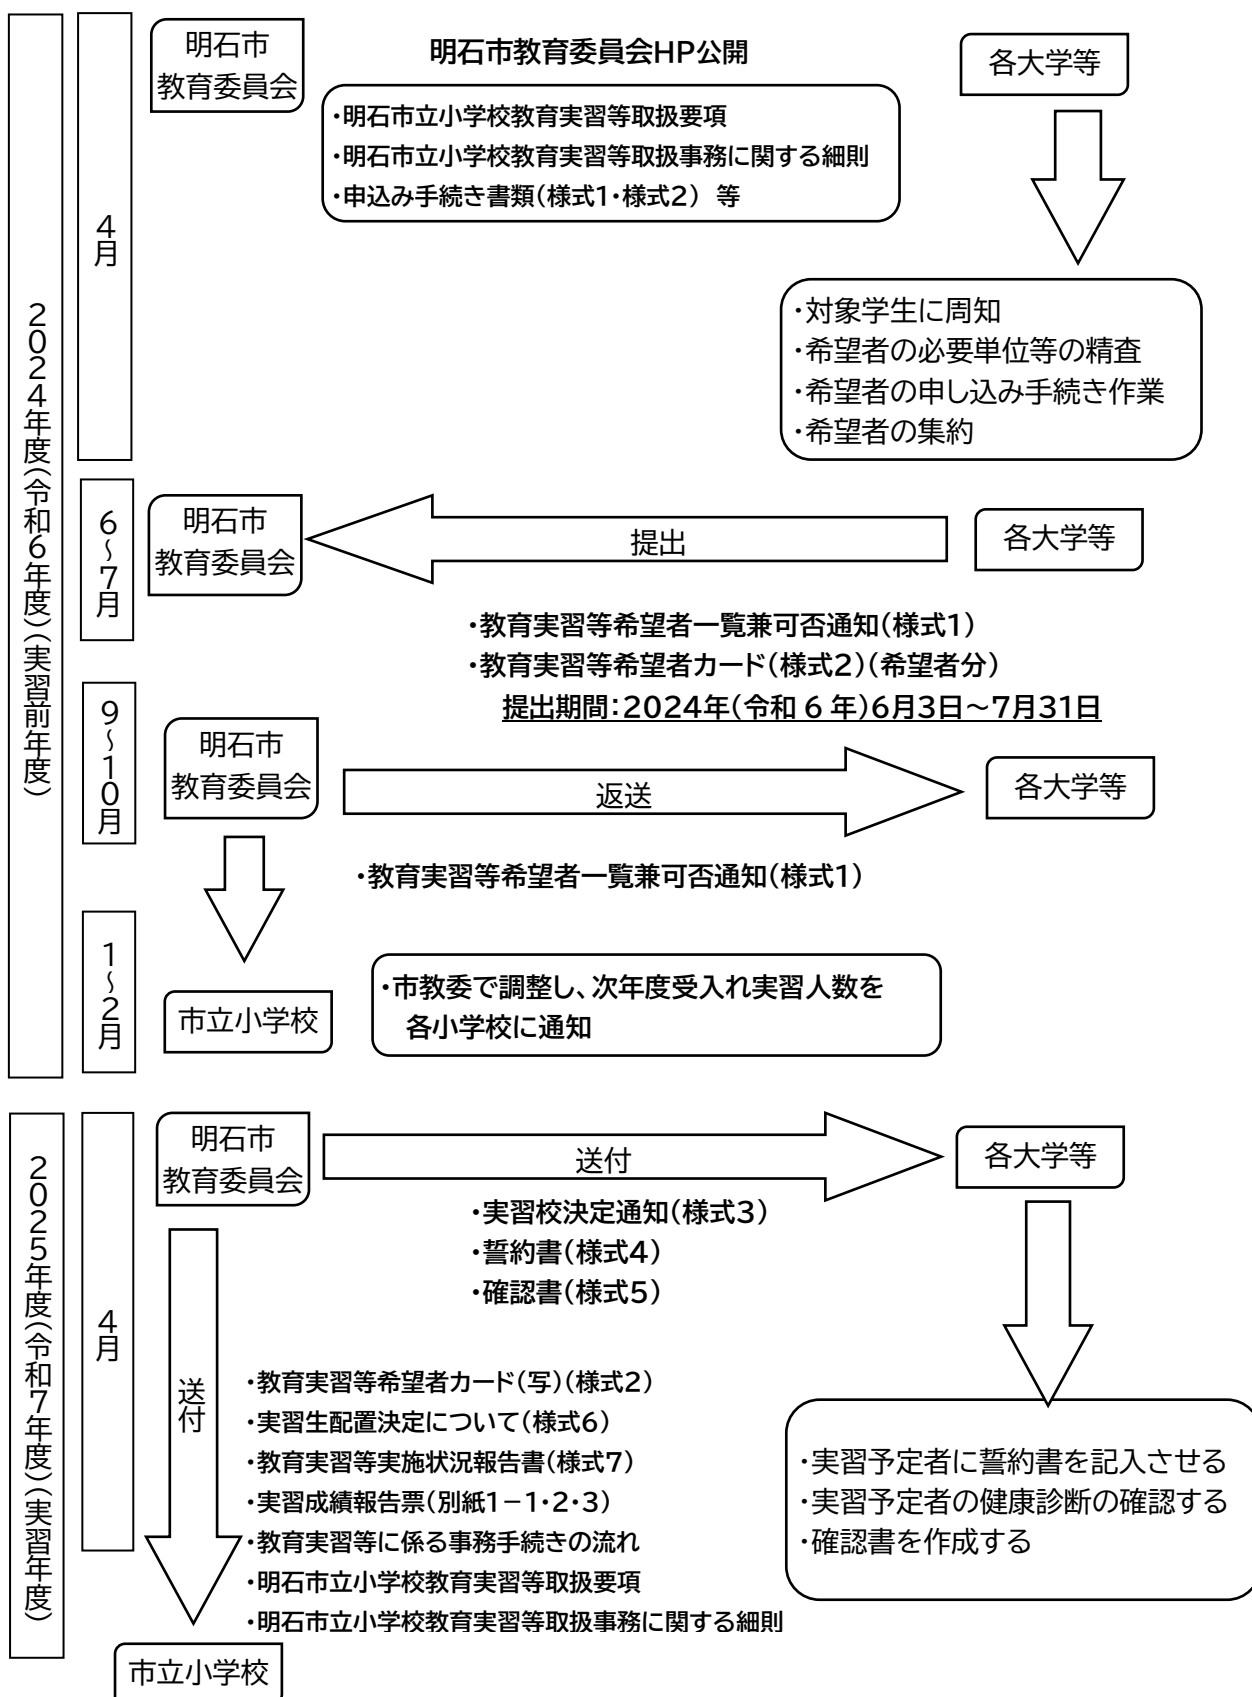 2024年度(令和6年度)(実習前年度)
4月
明石市
教育委員会
明石市教育委員会HP公開
・明石市立小学校教育実習等取扱要項
・明石市立小学校教育実習等取扱事務に関する細則
・申込み手続き書類(様式1・様式2) 等
各大学等
・対象学生に周知
・希望者の必要単位等の精査
・希望者の申し込み手続き作業
・希望者の集約
6~7月
明石市
教育委員会
提出
各大学等
・教育実習等希望者一覧兼可否通知(様式1)
・教育実習等希望者カード(様式2)(希望者分)
提出期間:2024年(令和6年)6月3日~7月31日
9~10月
明石市
教育委員会
返送
各大学等
・教育実習等希望者一覧兼可否通知(様式1)
1~2月
市立小学校
・市教委で調整し、次年度受入れ実習人数を
各小学校に通知
2025年度(令和7年度)(実習年度)
4月
明石市
教育委員会
送付
各大学等
・実習校決定通知(様式3)
・誓約書(様式4)
・確認書(様式5)
送付
・教育実習等希望者カード(写)(様式2)
・実習生配置決定について(様式6)
・教育実習等実施状況報告書(様式7)
・実習成績報告票(別紙1-1・2・3)
・教育実習等に係る事務手続きの流れ
・明石市立小学校教育実習等取扱要項
・明石市立小学校教育実習等取扱事務に関する細則
・実習予定者に誓約書を記入させる
・実習予定者の健康診断の確認する
・確認書を作成する
市立小学校